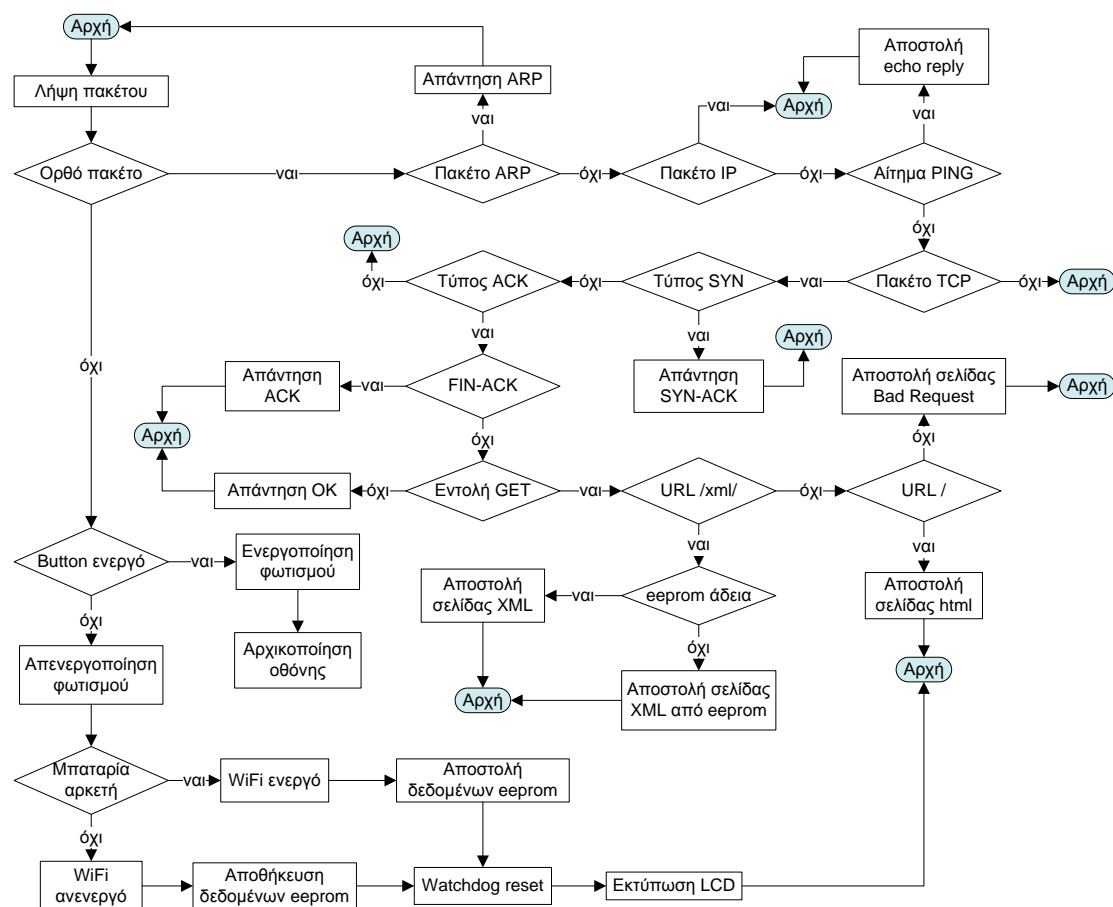 Αρχή
Λήψη πακέτου
Απάντηση ARP
Αποστολή
echo reply
Αρχή
ναι
ναι
ναι
Ορθό πακέτο
ναι
Πακέτο ARP
όχι
Πακέτο IP
όχι
Αίτημα PING
όχι
Αρχή
όχι
Τύπος ACK
όχι
Τύπος SYN
ναι
Πακέτο TCP
όχι
Αρχή
ναι
ναι
Αρχή
όχι
Απάντηση
ACK
ναι
FIN-ACK
Απάντηση
SYN-ACK
Αποστολή σελίδας
Bad Request
Αρχή
Αρχή
όχι
όχι
Απάντηση OK
όχι
Εντολή GET
ναι
URL /xml/
όχι
URL /
ναι
ναι
Button ενεργό
ναι
Ενεργοποίηση
φωτισμού
Αποστολή
σελίδας XML
ναι
eeprom άδεια
Αποστολή
σελίδας html
όχι
όχι
Απενεργοποίηση
φωτισμού
Αρχικοποίηση
οθόνης
Αρχή
Αποστολή σελίδας
XML από eeprom
Αρχή
Μπαταρία
αρκετή
ναι
WiFi ενεργό
Αποστολή
δεδομένων eeprom
όχι
WiFi
ανενεργό
Αποθήκευση
δεδομένων eeprom
Watchdog reset
Εκτύπωση LCD